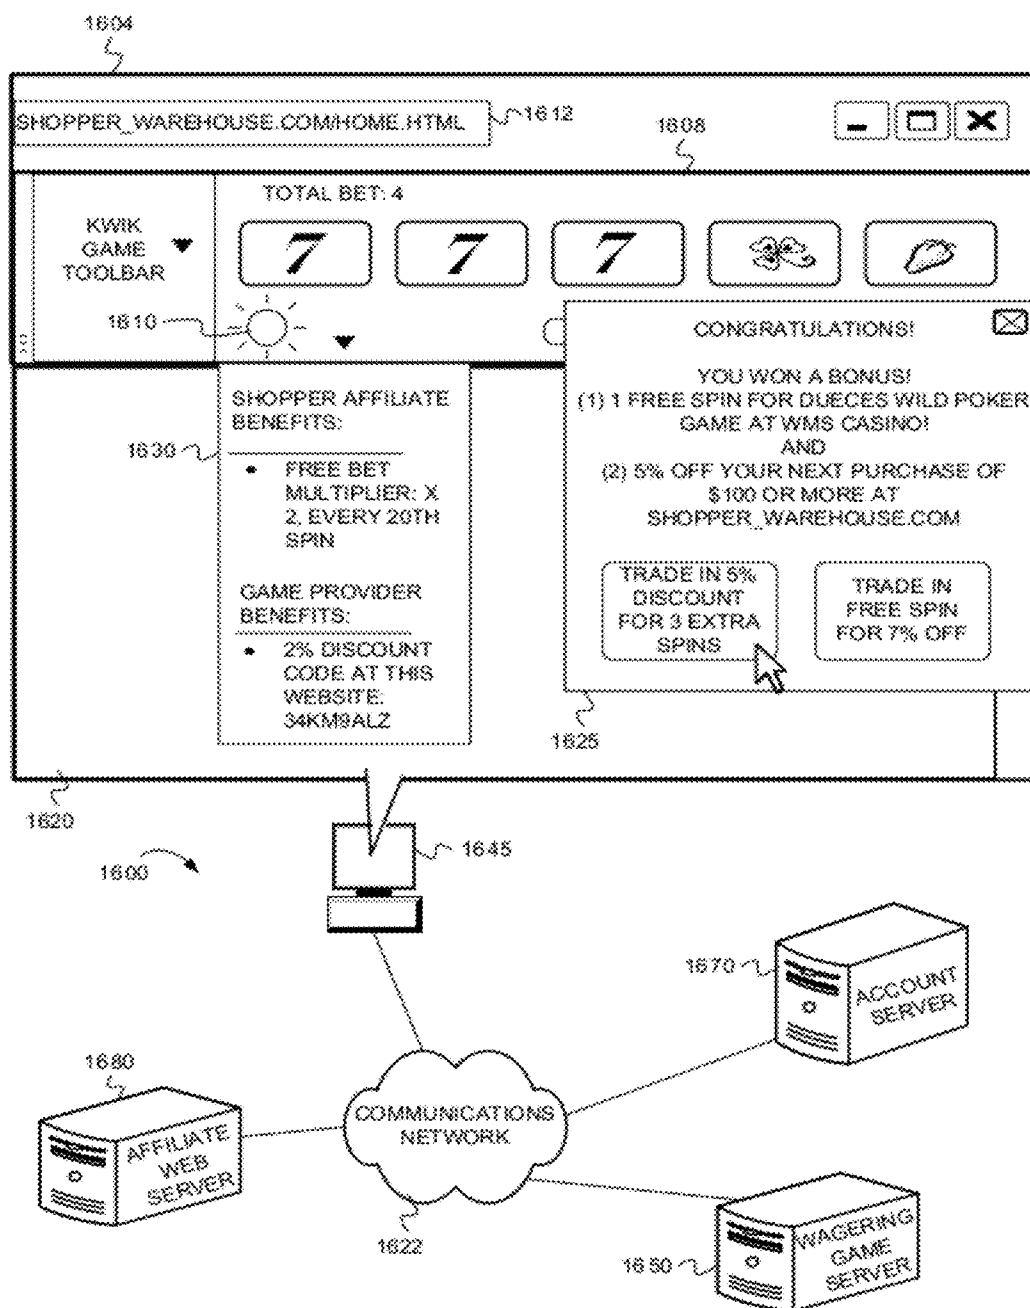 1604
SHOPPER_WAREHOUSE.COM/HOME.HTML
1612
1608
TOTAL BET: 4
KWIK
GAME
TOOLBAR
7 7 7
1610
CONGRATULATIONS!
YOU WON A BONUS!
(1) 1 FREE SPIN FOR DUECES WILD POKER
GAME AT WMS CASINO!
AND
(2) 5% OFF YOUR NEXT PURCHASE OF
$100 OR MORE AT
SHOPPER_WAREHOUSE.COM
TRADE IN 5%
DISCOUNT
FOR 3 EXTRA
SPINS
TRADE IN
FREE SPIN
FOR 7% OFF
1625
SHOPPER AFFILIATE
BENEFITS:
1630
• FREE BET
MULTIPLIER: X
2, EVERY 20TH
SPIN
GAME PROVIDER
BENEFITS:
• 2% DISCOUNT
CODE AT THIS
WEBSITE:
34KM9ALZ
1620
1645
1600
1670
ACCOUNT
SERVER
1680
AFFILIATE
WEB
SERVER
COMMUNICATIONS
NETWORK
1622
1650
WAGERING
GAME
SERVER